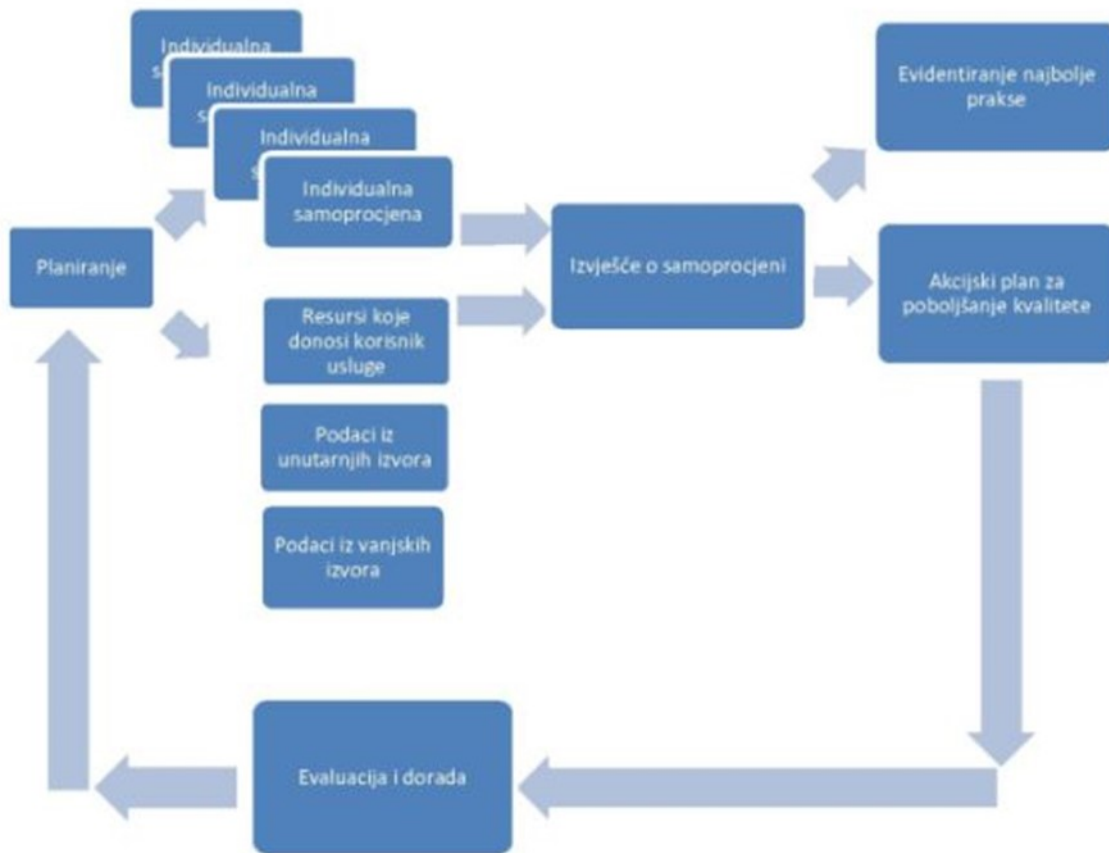 Individualna
Individualna
Individualna
Individualna
samoprocjena
Planiranje
Resursi koje
donosi korisnik
usluge
Podaci iz
unutarnjih izvora
Podaci iz vanjskih
izvora
Izvješće o samoprocjeni
Evidentiranje najbolje
prakse
Akcijski plan za
poboljšanje kvalitete
Evaluacija i dorada